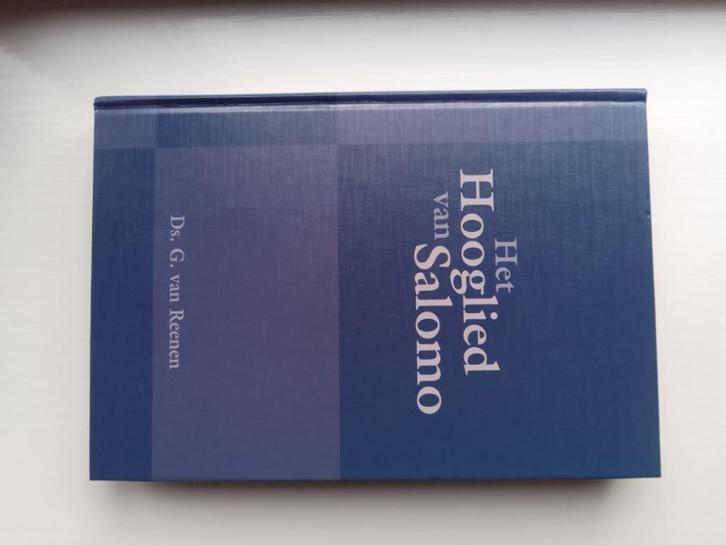 Het
Hooglied
van Salomo
Ds. G. van Reenen